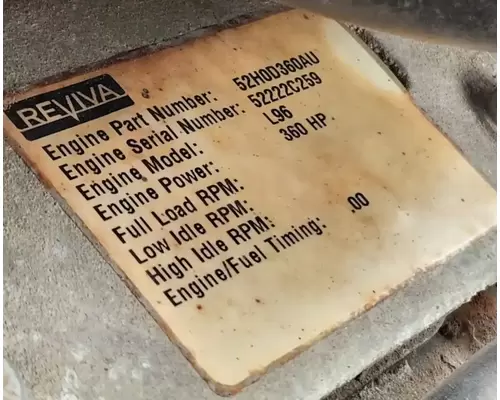 REVIVA
Engine Part Number: 52H0D360AU
Engine Serial Number: 52222C259
Engine Model: L96
Engine Power: 360 HP
Full Load RPM:
Low Idle RPM:
High Idle RPM:
Engine/Fuel Timing: .00